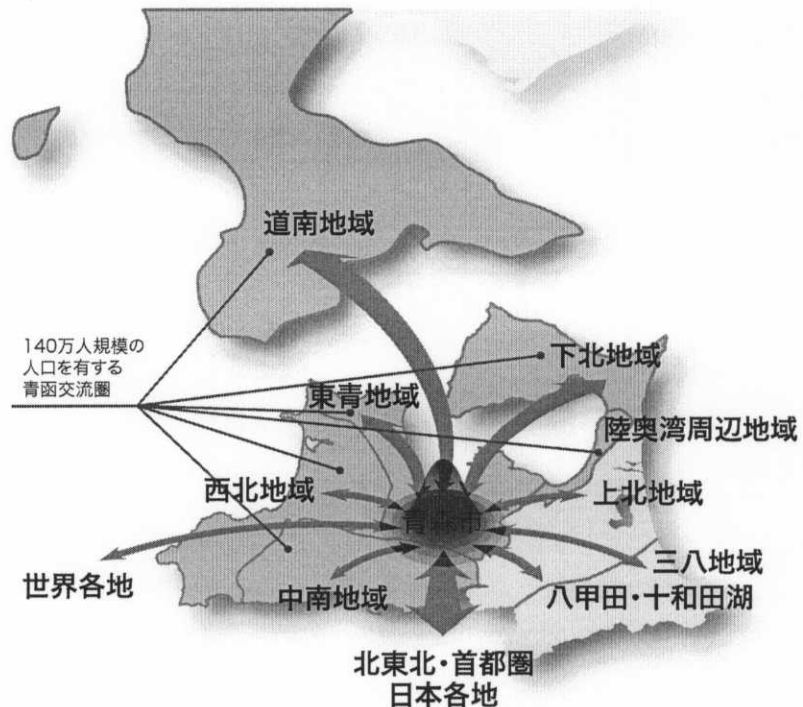 道南地域
140万人規模の
人口を有する
青函交流圏
下北地域
東青地域
陸奥湾周辺地域
西北地域
上北地域
青森市
三八地域
世界各地
中南地域
八甲田・十和田湖
北東北・首都圏
日本各地